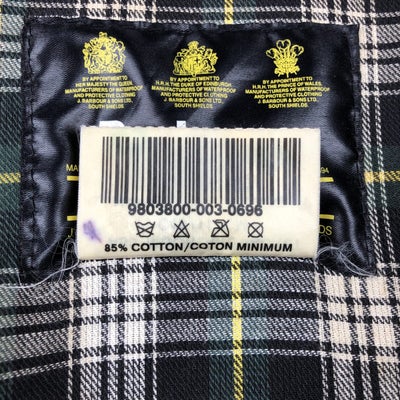 BY APPOINTMENT TO
HER MAJESTY THE QUEEN
MANUFACTURERS OF WATERPROOF
AND PROTECTIVE CLOTHING
J. BARBOUR & SONS LTD.
SOUTH SHIELDS
BY APPOINTMENT TO
H.R.H. THE DUKE OF EDINBURGH
MANUFACTURERS OF WATERPROOF
AND PROTECTIVE CLOTHING
J. BARBOUR & SONS LTD.
SOUTH SHIELDS
BY APPOINTMENT TO
H.R.H. THE PRINCE OF WALES
MANUFACTURERS OF WATERPROOF
AND PROTECTIVE CLOTHING
J. BARBOUR & SONS LTD.
SOUTH SHIELDS
9803800-003-0696
85% COTTON/COTON MINIMUM